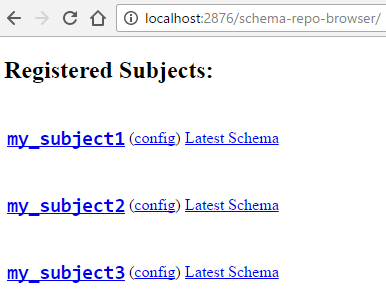 localhost:2876/schema-repo-browser/
Registered Subjects:
my_subject1 (config) Latest Schema
my_subject2 (config) Latest Schema
my_subject3 (config) Latest Schema